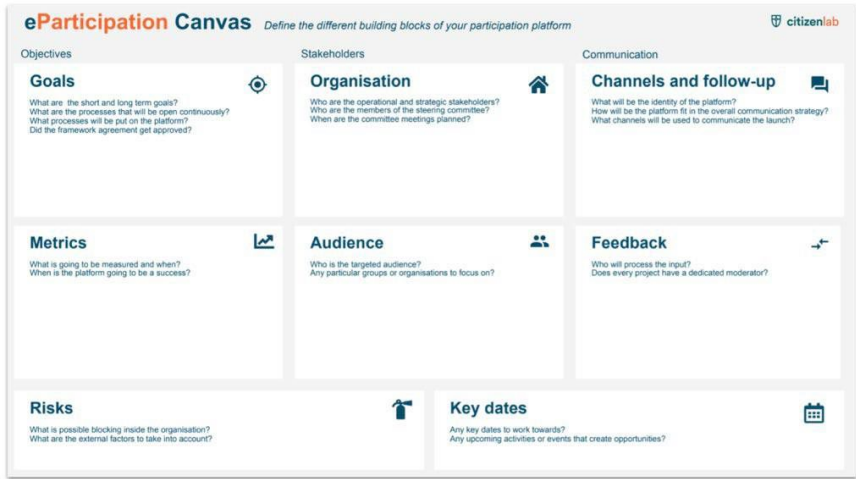 eParticipation Canvas Define the different building blocks of your participation platform
citizenlab
Objectives
Stakeholders
Communication
Goals
What are the short and long term goals?
What are the processes that will be open continuously?
What processes will be put on the platform?
Did the framework agreement get approved?
Organisation
Who are the operational and strategic stakeholders?
Who are the members of the steering committee?
When are the committee meetings planned?
Channels and follow-up
What will be the identity of the platform?
How will be the platform fit in the overall communication strategy?
What channels will be used to communicate the launch?
Metrics
What is going to be measured and when?
When is the platform going to be a success?
Audience
Who is the targeted audience?
Any particular groups or organisations to focus on?
Feedback
Who will process the input?
Does every project have a dedicated moderator?
Risks
What is possible blocking inside the organisation?
What are the external factors to take into account?
Key dates
Any key dates to work towards?
Any upcoming activities or events that create opportunities?